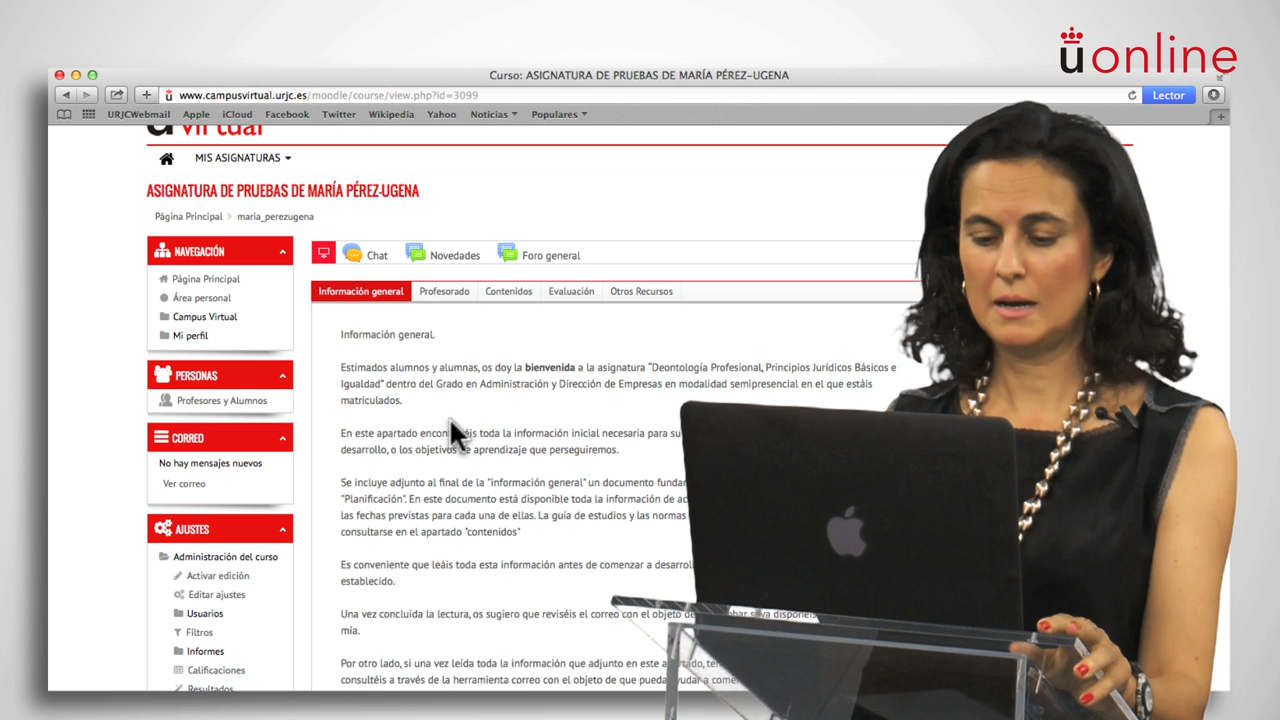 uonline
Curso: ASIGNATURA DE PRUEBAS DE MARÍA PÉREZ-UGENA
www.campusvirtual.urjc.es/moodle/course/view.php?id=3099
Lector
URJCWebmail Apple iCloud Facebook Twitter Wikipedia Yahoo Noticias Populares
u virtual
MIS ASIGNATURAS
ASIGNATURA DE PRUEBAS DE MARÍA PÉREZ-UGENA
Página Principal > maria_perezugena
NAVEGACIÓN
Página Principal
Área personal
Campus Virtual
Mi perfil
PERSONAS
Profesores y Alumnos
CORREO
No hay mensajes nuevos
Ver correo
AJUSTES
Administración del curso
Activar edición
Editar ajustes
Usuarios
Filtros
Informes
Calificaciones
Resultados
Chat Novedades Foro general
Información general Profesorado Contenidos Evaluación Otros Recursos
Información general.
Estimados alumnos y alumnas, os doy la bienvenida a la asignatura "Deontología Profesional, Principios Jurídicos Básicos e
Igualdad" dentro del Grado en Administración y Dirección de Empresas en modalidad semipresencial en el que estáis
matriculados.
En este apartado toda la información inicial necesaria para su
desarrollo, o los objetivos de aprendizaje que perseguiremos.
Se incluye adjunto al final de la "información general" un documento
"Planificación". En este documento está disponible toda la información de
las fechas previstas para cada una de ellas. La guía de estudios y las normas
consultarse en el apartado "contenidos"
Es conveniente que leáis toda esta información antes de comenzar a
establecido.
Una vez concluida la lectura, os sugiero que reviséis el correo con el objeto
mía.
Por otro lado, si una vez leída toda la información que adjunto en este
consultéis a través de la herramienta correo con el objeto de que pueda ayudar a